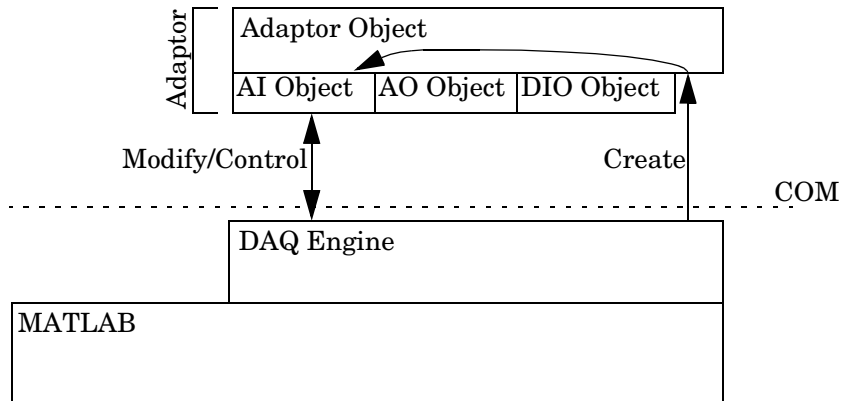 Adaptor
Adaptor Object
AI Object
AO Object
DIO Object
Modify/Control
Create
COM
DAQ Engine
MATLAB